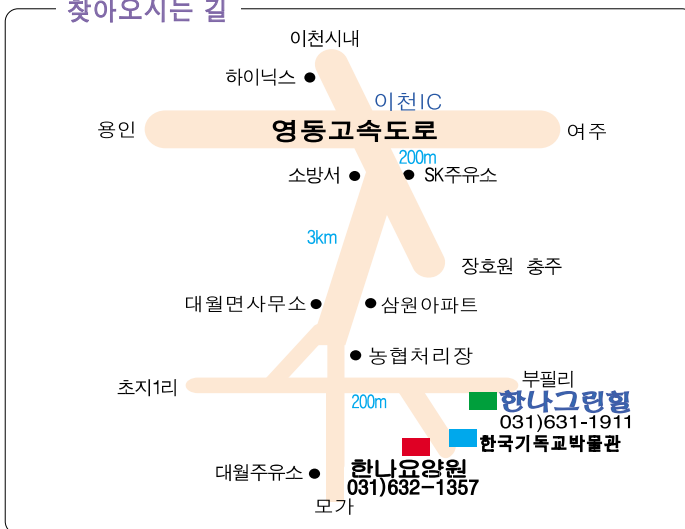 찾아오시는 길
이천시내
하이닉스
이천IC
용인
영동고속도로
여주
200m
소방서
SK주유소
3km
장호원 충주
대월면사무소
삼원아파트
농협처리장
부필리
초지1리
200m
한나그린힐
031)631-1911
한국기독교박물관
대월주유소
한나요양원
031)632-1357
모가